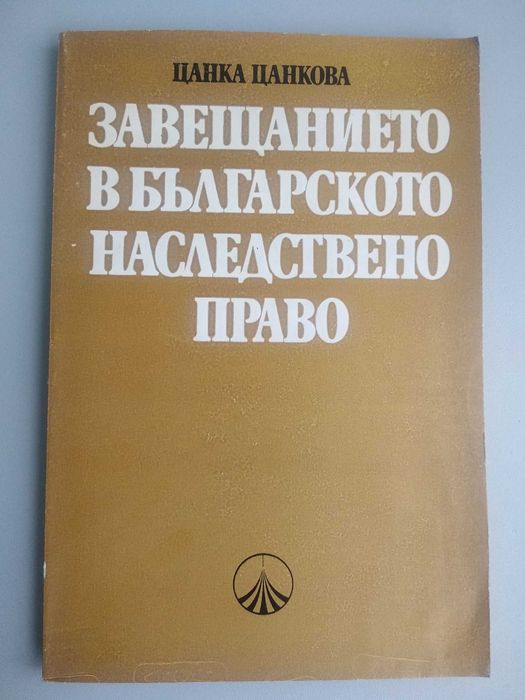 ЦАНКА ЦАНКОВА
ЗАВЕЩАНИЕТО
В БЪЛГАРСКОТО
НАСЛЕДСТВЕНО
ПРАВО